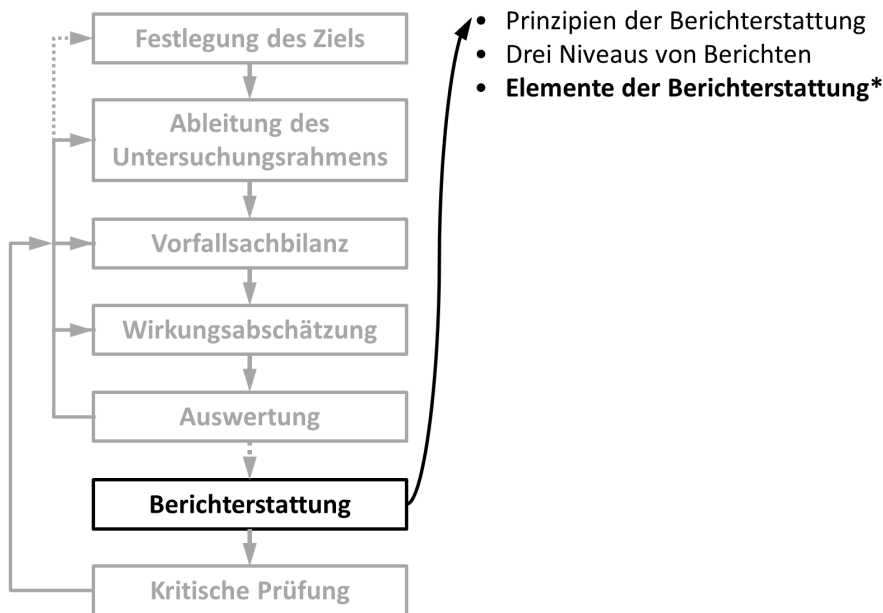 Festlegung des Ziels
Ableitung des
Untersuchungsrahmens
Vorfallsachbilanz
Wirkungsabschätzung
Auswertung
Berichterstattung
Kritische Prüfung
• Prinzipien der Berichterstattung
• Drei Niveaus von Berichten
• Elemente der Berichterstattung*